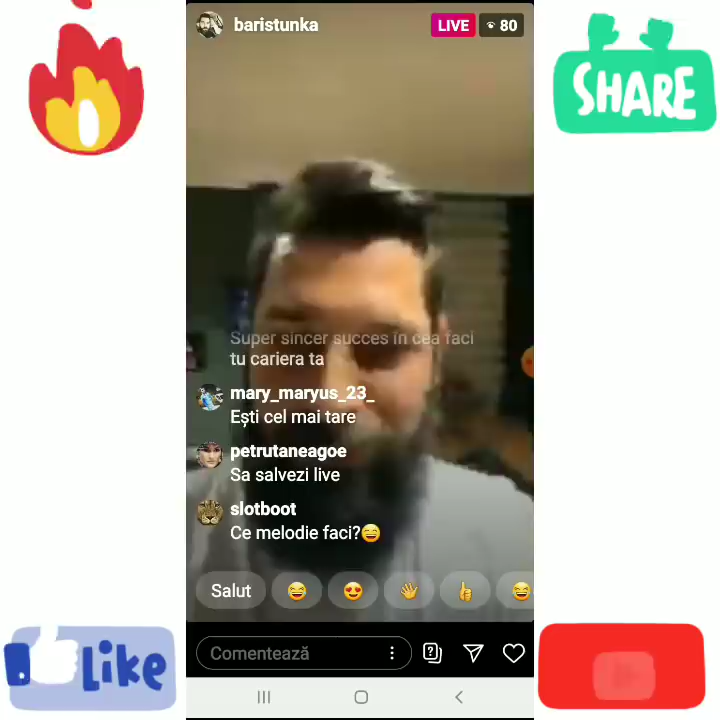 baristunka
LIVE
80
SHARE
Super sincer succes în cea faci
tu cariera ta
mary_maryus_23_
Ești cel mai tare
petrutaneagoe
Sa salvezi live
slotboot
Ce melodie faci?😄
Salut
Comentează
Like